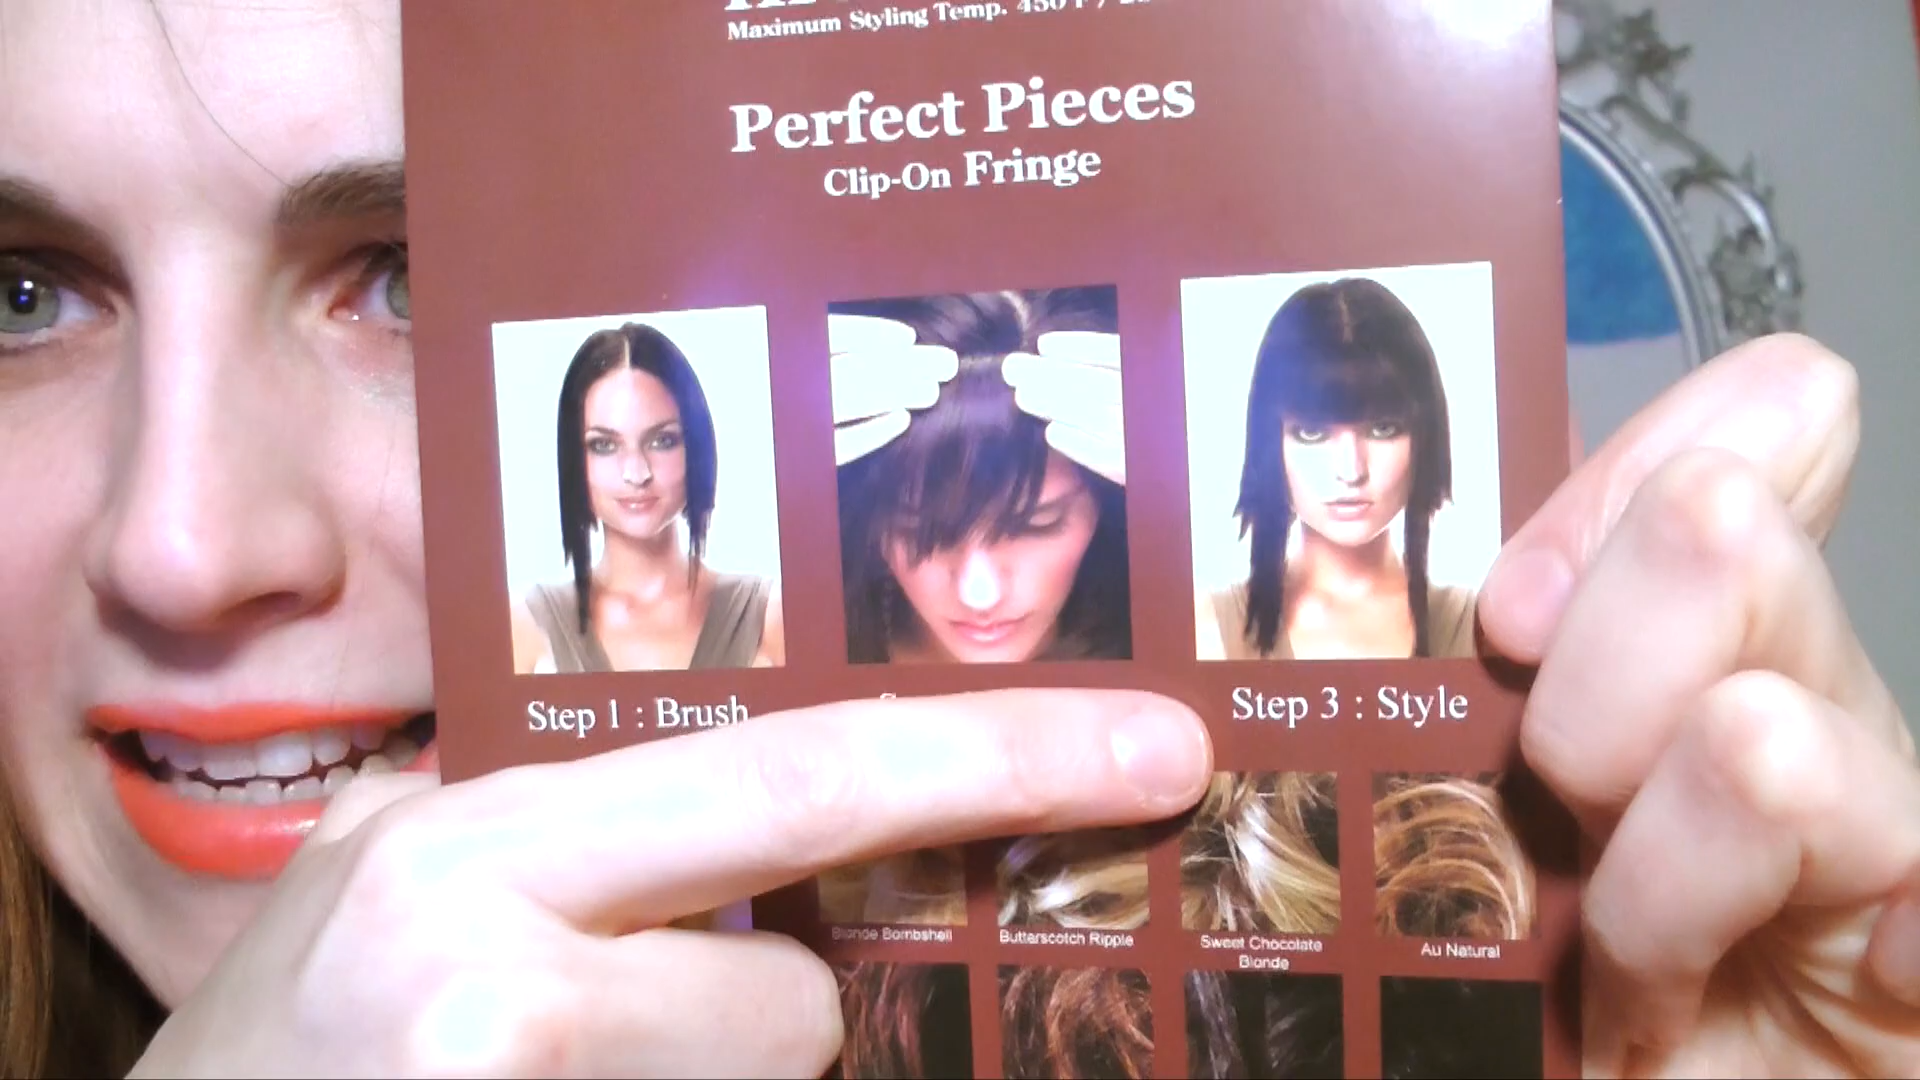 Maximum Styling Temp. 450 F /
Perfect Pieces
Clip-On Fringe
Step 1 : Brush
Step 3 : Style
Blonde Bombshell
Butterscotch Ripple
Sweet Chocolate
Blonde
Au Natural